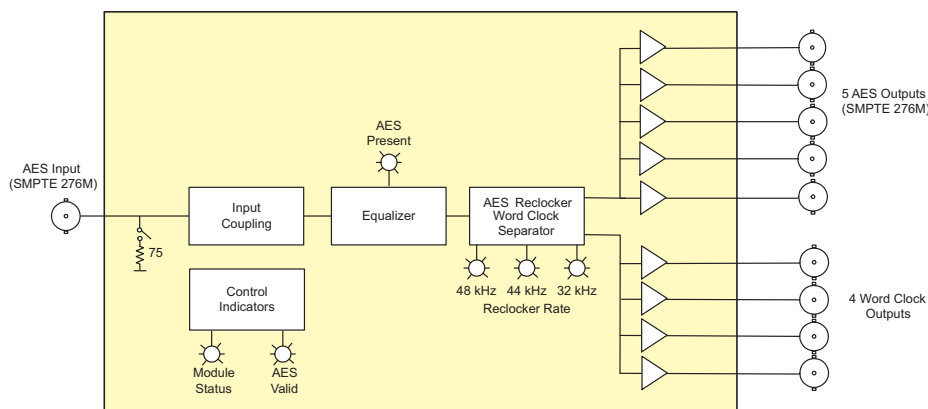 AES Input
(SMPTE 276M)
75
Input
Coupling
AES
Present
Equalizer
AES Reclocker
Word Clock
Separator
48 kHz
44 kHz
32 kHz
Reclocker Rate
Control
Indicators
Module
Status
AES
Valid
5 AES Outputs
(SMPTE 276M)
4 Word Clock
Outputs